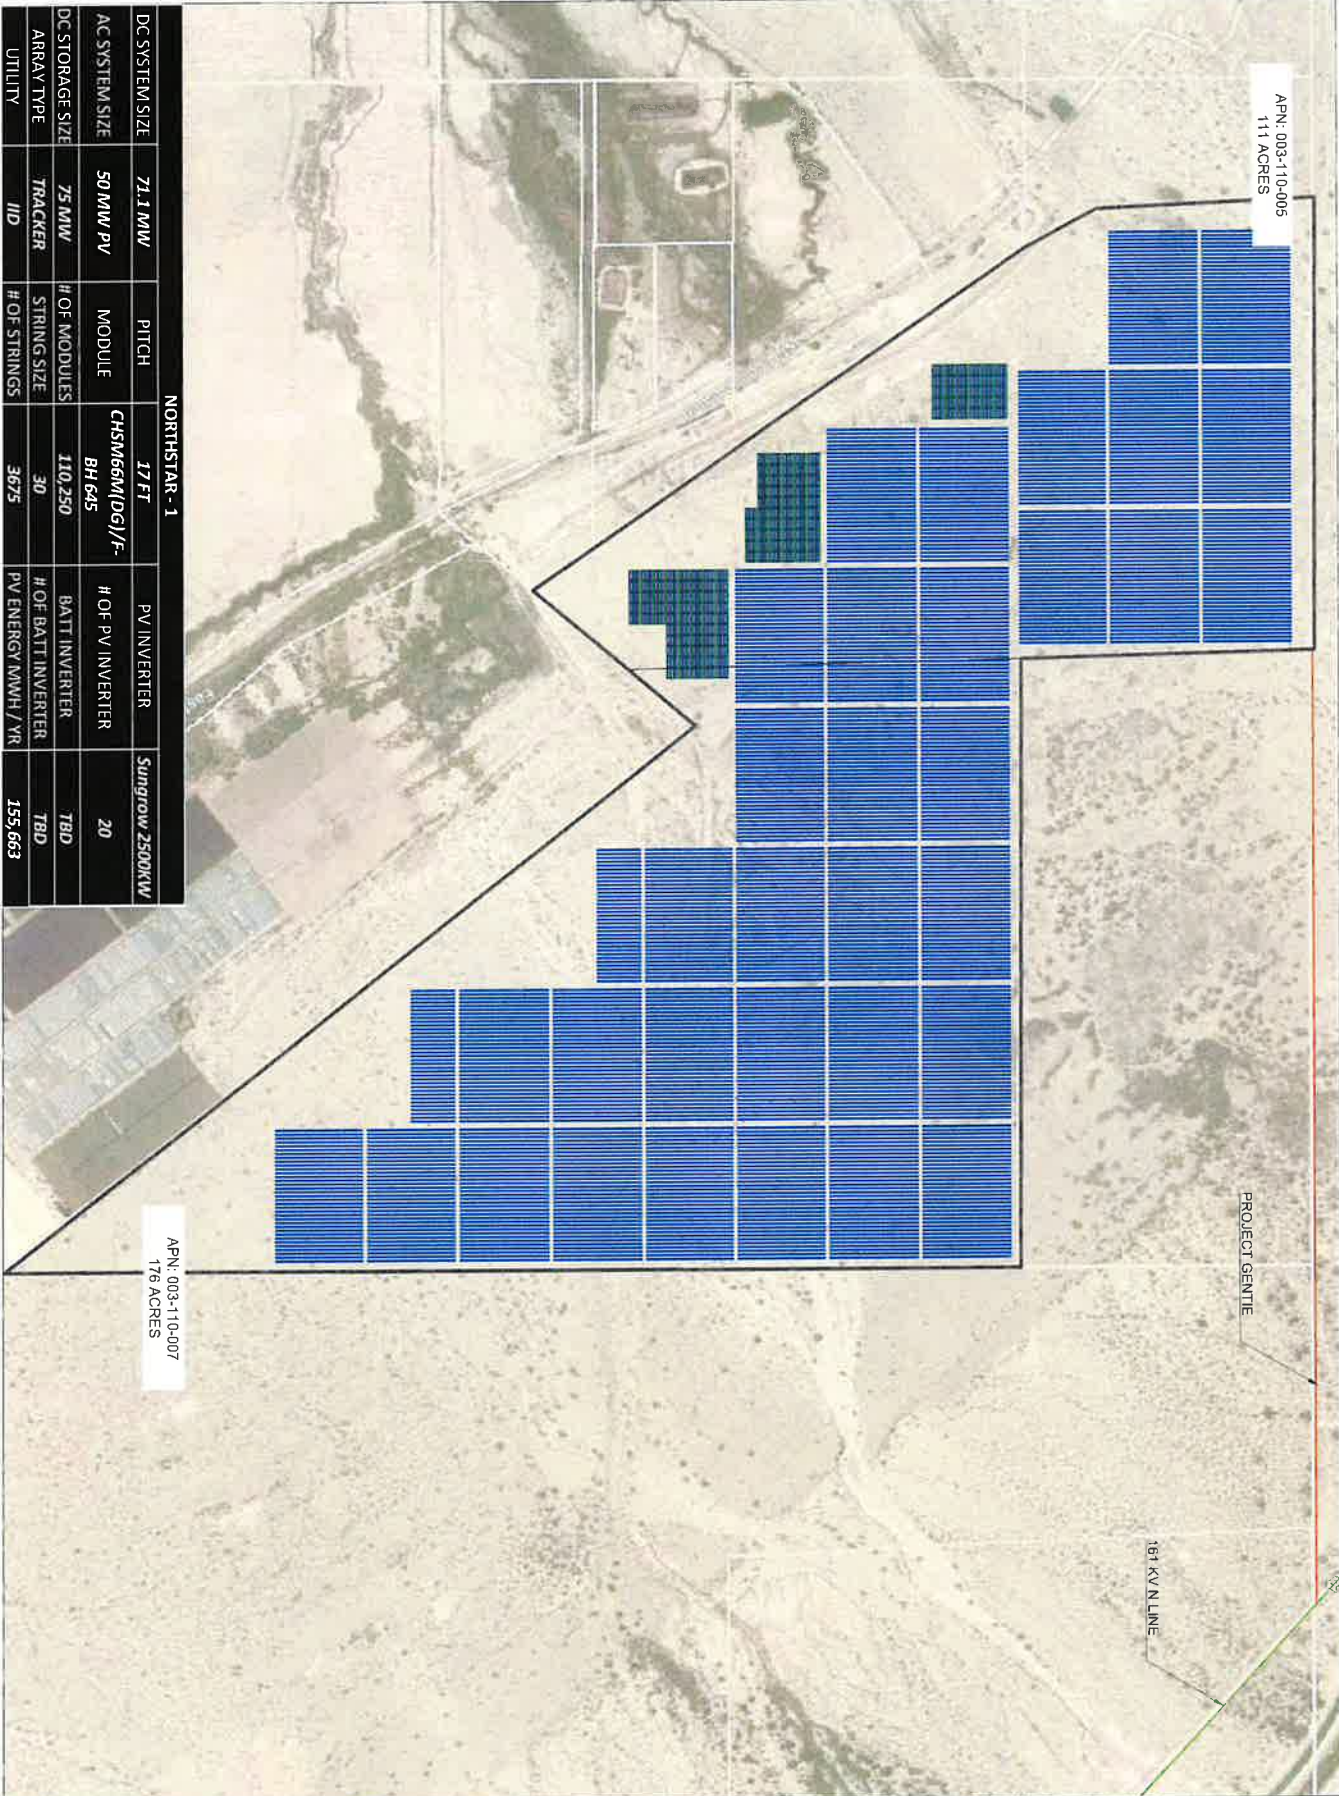 APN: 003-110-005
111 ACRES
PROJECT GENTIE
161 KV N LINE
APN: 003-110-007
176 ACRES
NORTHSTAR - 1
DC SYSTEM SIZE 71.1 MW PITCH 17 FT PV INVERTER Sungrow 2500KW
AC SYSTEM SIZE 50 MW PV MODULE CHSM66M(DG)/F-BH 645 # OF PV INVERTER 20
DC STORAGE SIZE 75 MW # OF MODULES 110,250 BATT INVERTER TBD
ARRAY TYPE TRACKER STRING SIZE 30 # OF BATT INVERTER TBD
UTILITY IID # OF STRINGS 3675 PV ENERGY MWH / YR 155,663